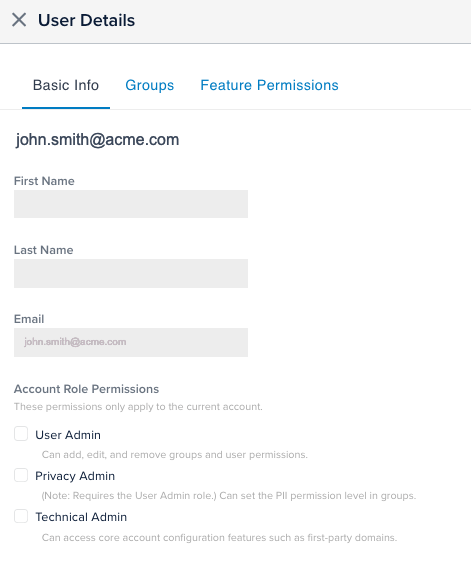 User Details
Basic Info Groups Feature Permissions
john.smith@acme.com
First Name
Last Name
Email
john.smith@acme.com
Account Role Permissions
These permissions only apply to the current account.
User Admin
Can add, edit, and remove groups and user permissions.
Privacy Admin
(Note: Requires the User Admin role.) Can set the PII permission level in groups.
Technical Admin
Can access core account configuration features such as first-party domains.